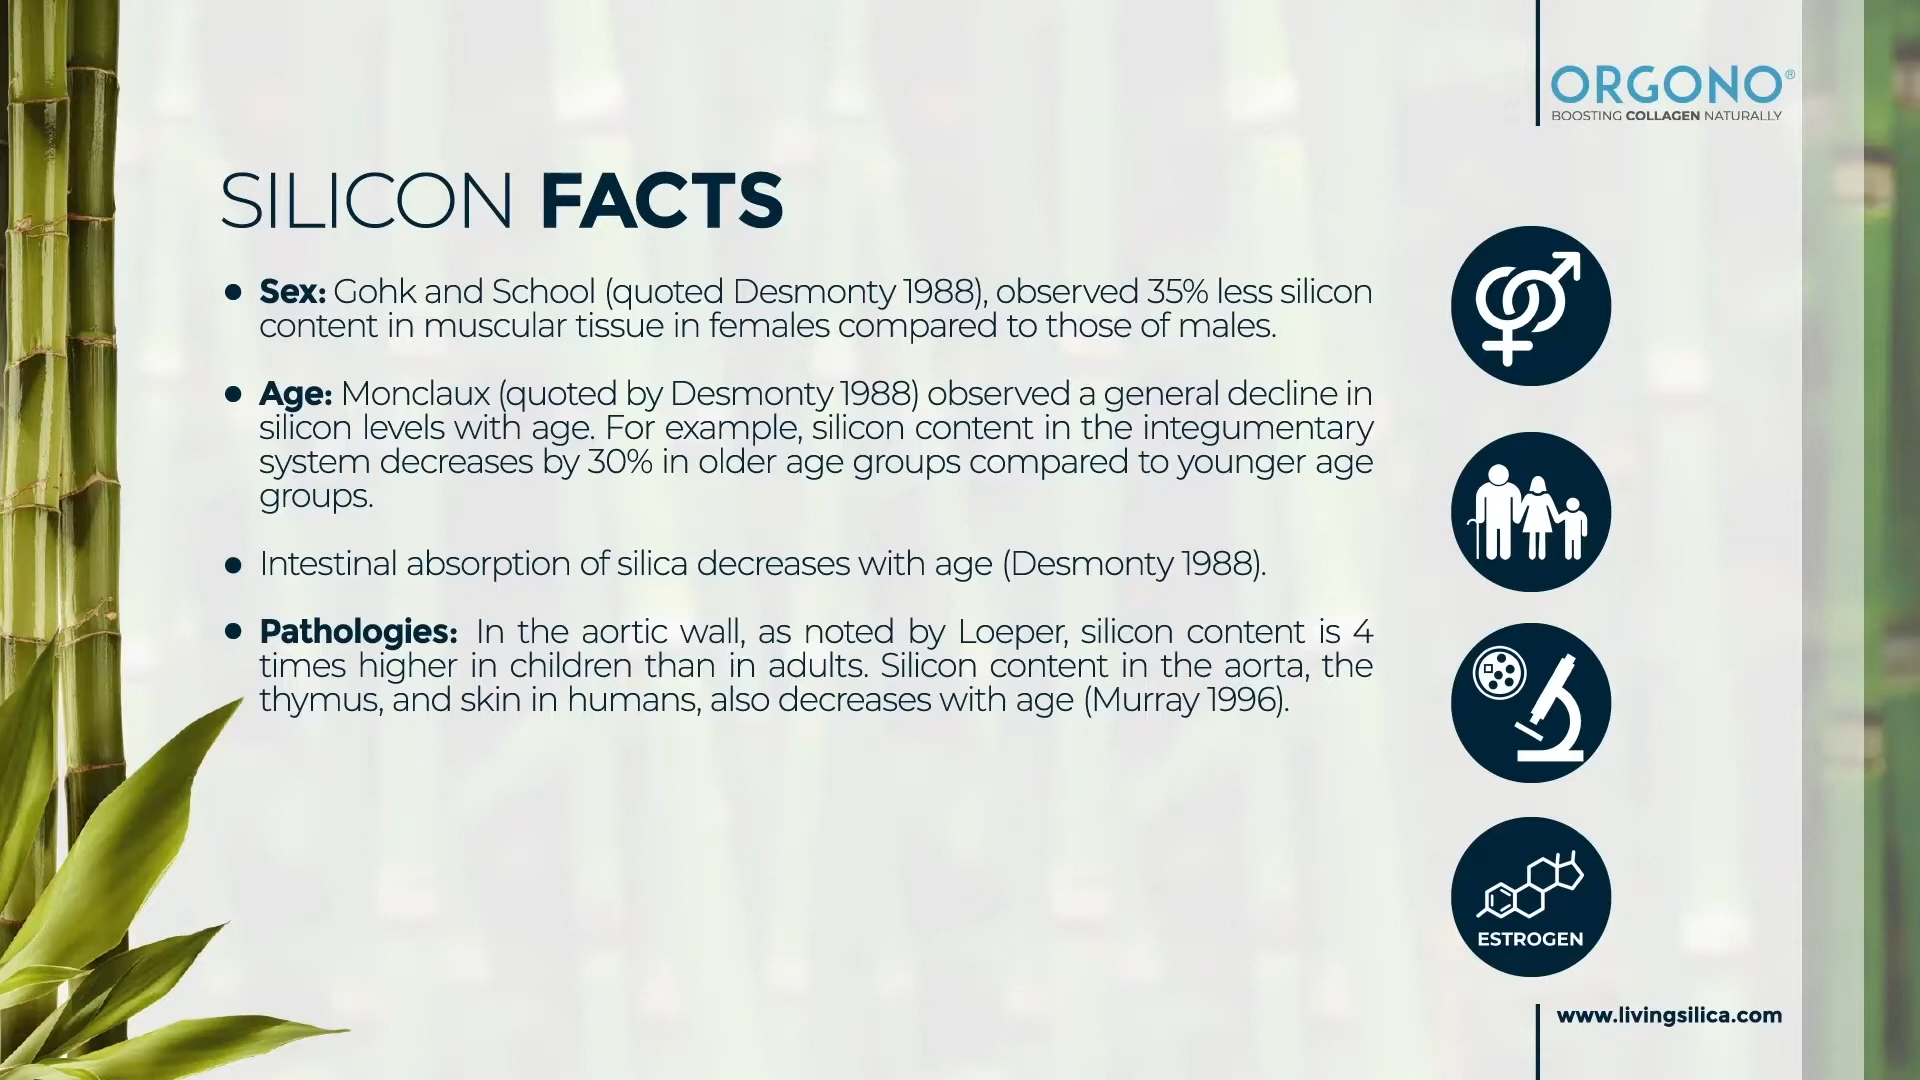 ORGONO®
BOOSTING COLLAGEN NATURALLY
SILICON FACTS
• Sex: Gohk and School (quoted Desmonty 1988), observed 35% less silicon
content in muscular tissue in females compared to those of males.
• Age: Monclaux (quoted by Desmonty 1988) observed a general decline in
silicon levels with age. For example, silicon content in the integumentary
system decreases by 30% in older age groups compared to younger age
groups.
• Intestinal absorption of silica decreases with age (Desmonty 1988).
• Pathologies: In the aortic wall, as noted by Loeper, silicon content is 4
times higher in children than in adults. Silicon content in the aorta, the
thymus, and skin in humans, also decreases with age (Murray 1996).
ESTROGEN
www.livingsilica.com